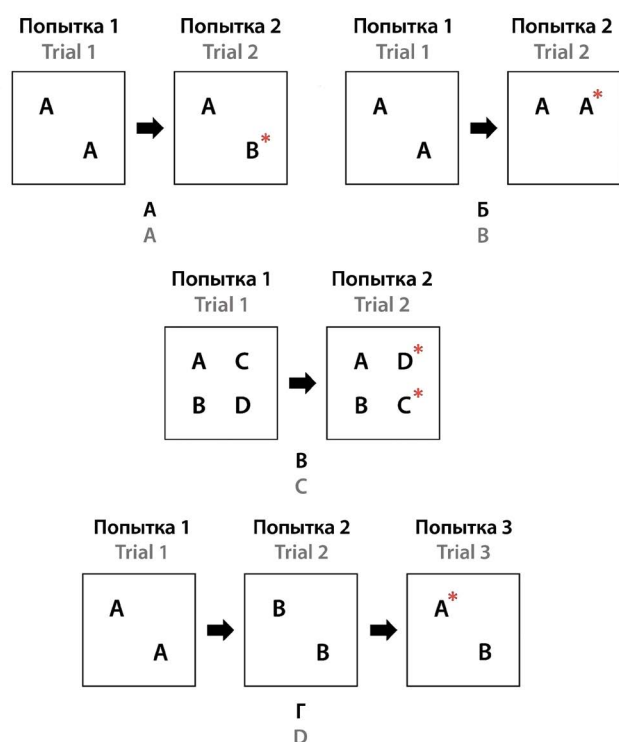 Попытка 1 Попытка 2 Попытка 1 Попытка 2
Trial 1 Trial 2 Trial 1 Trial 2
A A A A A*
A B* A
А Б
A B
Попытка 1 Попытка 2
Trial 1 Trial 2
A C A D*
B D B C*
В
C
Попытка 1 Попытка 2 Попытка 3
Trial 1 Trial 2 Trial 3
A B A*
A B B
Г
D